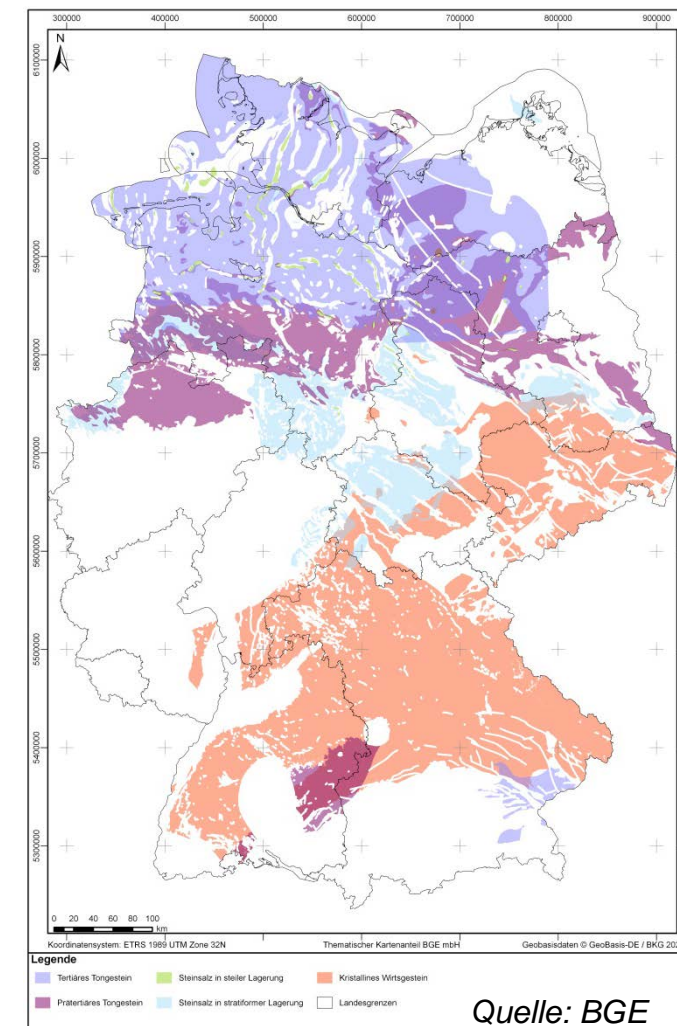 300000 400000 500000 600000 700000 800000 900000
N
6100000
6000000
5900000
5800000
5700000
5600000
5500000
5400000
5300000
0 20 40 60 80 100
km
Koordinatensystem: ETRS 1989 UTM Zone 32N Thematischer Kartenanteil BGE mbH Geobasisdaten © GeoBasis-DE / BKG 202
Legende
Tertiäres Tongestein Steinsalz in steiler Lagerung Kristallines Wirtsgestein
Prätertiäres Tongestein Steinsalz in stratiformer Lagerung Landesgrenzen
Quelle: BGE